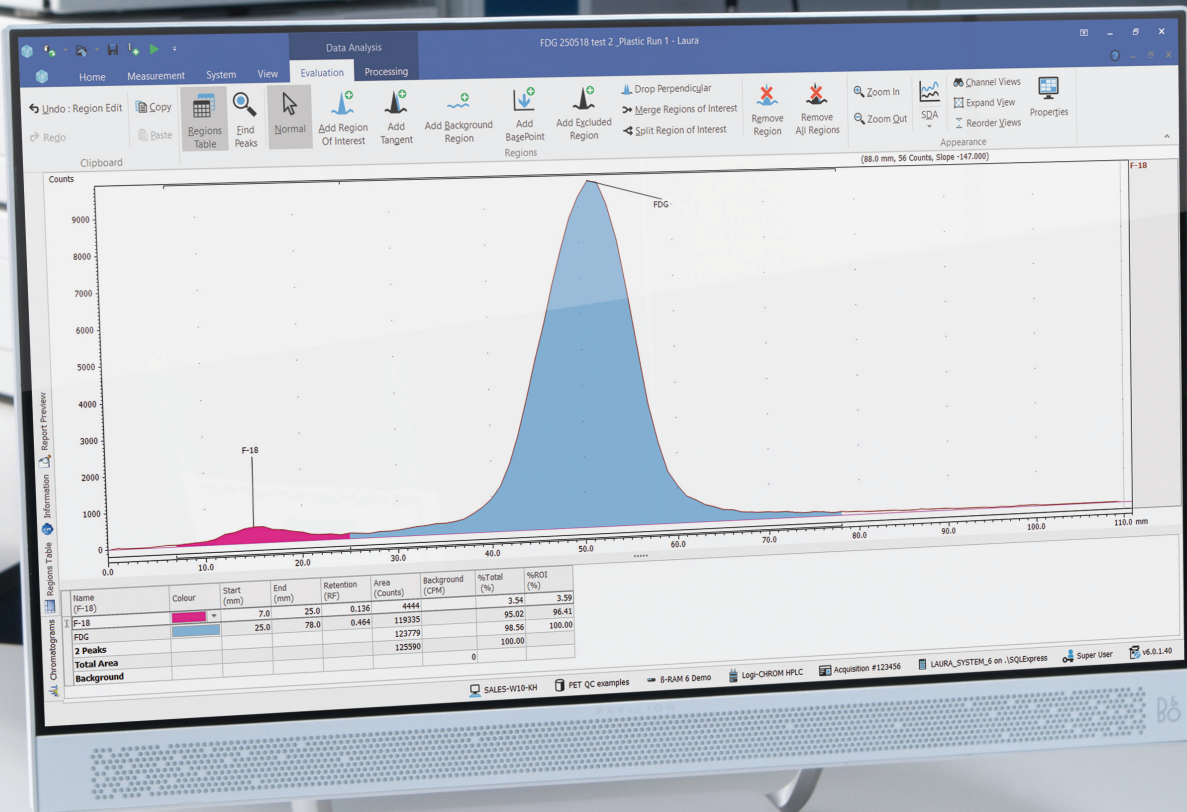 Data Analysis
FDG 250518 test 2 _Plastic Run 1 - Laura
Home Measurement System View Evaluation Processing
Undo : Region Edit
Redo
Copy
Paste
Clipboard
Regions Table
Find Peaks
Normal
Add Region Of Interest
Add Tangent
Add Background Region
Add BasePoint
Add Excluded Region
Drop Perpendicular
Merge Regions of Interest
Split Region of Interest
Regions
Remove Region
Remove All Regions
Zoom In
Zoom Out
SDA
Channel Views
Expand View
Reorder Views
Properties
Appearance
(88.0 mm, 56 Counts, Slope -147.000)
Counts
F-18
9000
8000
7000
6000
5000
4000
3000
2000
1000
0
FDG
F-18
0.0 10.0 20.0 30.0 40.0 50.0 60.0 70.0 80.0 90.0 100.0 110.0 mm
Report Preview
Information
Regions Table
Chromatograms
Name (F-18) Colour Start (mm) End (mm) Retention (RF) Area (Counts) Background (CPM) %Total (%) %ROI (%)
F-18 7.0 25.0 0.136 4444 3.54 3.59
FDG 25.0 78.0 0.464 119335 95.02 96.41
2 Peaks 123779 98.56 100.00
Total Area 125590 100.00
Background 0
SALES-W10-KH PET QC examples β-RAM 6 Demo Logi-CHROM HPLC Acquisition #123456 LAURA_SYSTEM_6 on .\SQLExpress Super User v6.0.1.40
PAVILION
B&O